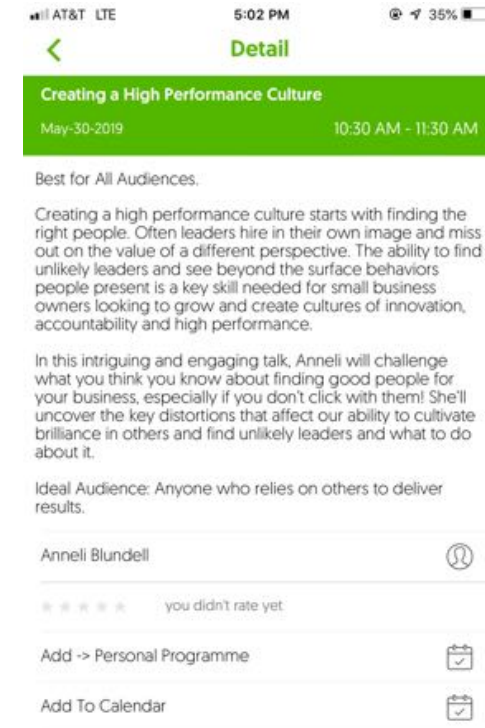 AT&T LTE 5:02 PM 35%
Detail
Creating a High Performance Culture
May-30-2019 10:30 AM - 11:30 AM
Best for All Audiences.
Creating a high performance culture starts with finding the
right people. Often leaders hire in their own image and miss
out on the value of a different perspective. The ability to find
unlikely leaders and see beyond the surface behaviors
people present is a key skill needed for small business
owners looking to grow and create cultures of innovation,
accountability and high performance.
In this intriguing and engaging talk, Anneli will challenge
what you think you know about finding good people for
your business, especially if you don't click with them! She'll
uncover the key distortions that affect our ability to cultivate
brilliance in others and find unlikely leaders and what to do
about it.
Ideal Audience: Anyone who relies on others to deliver
results.
Anneli Blundell
you didn't rate yet
Add -> Personal Programme
Add To Calendar